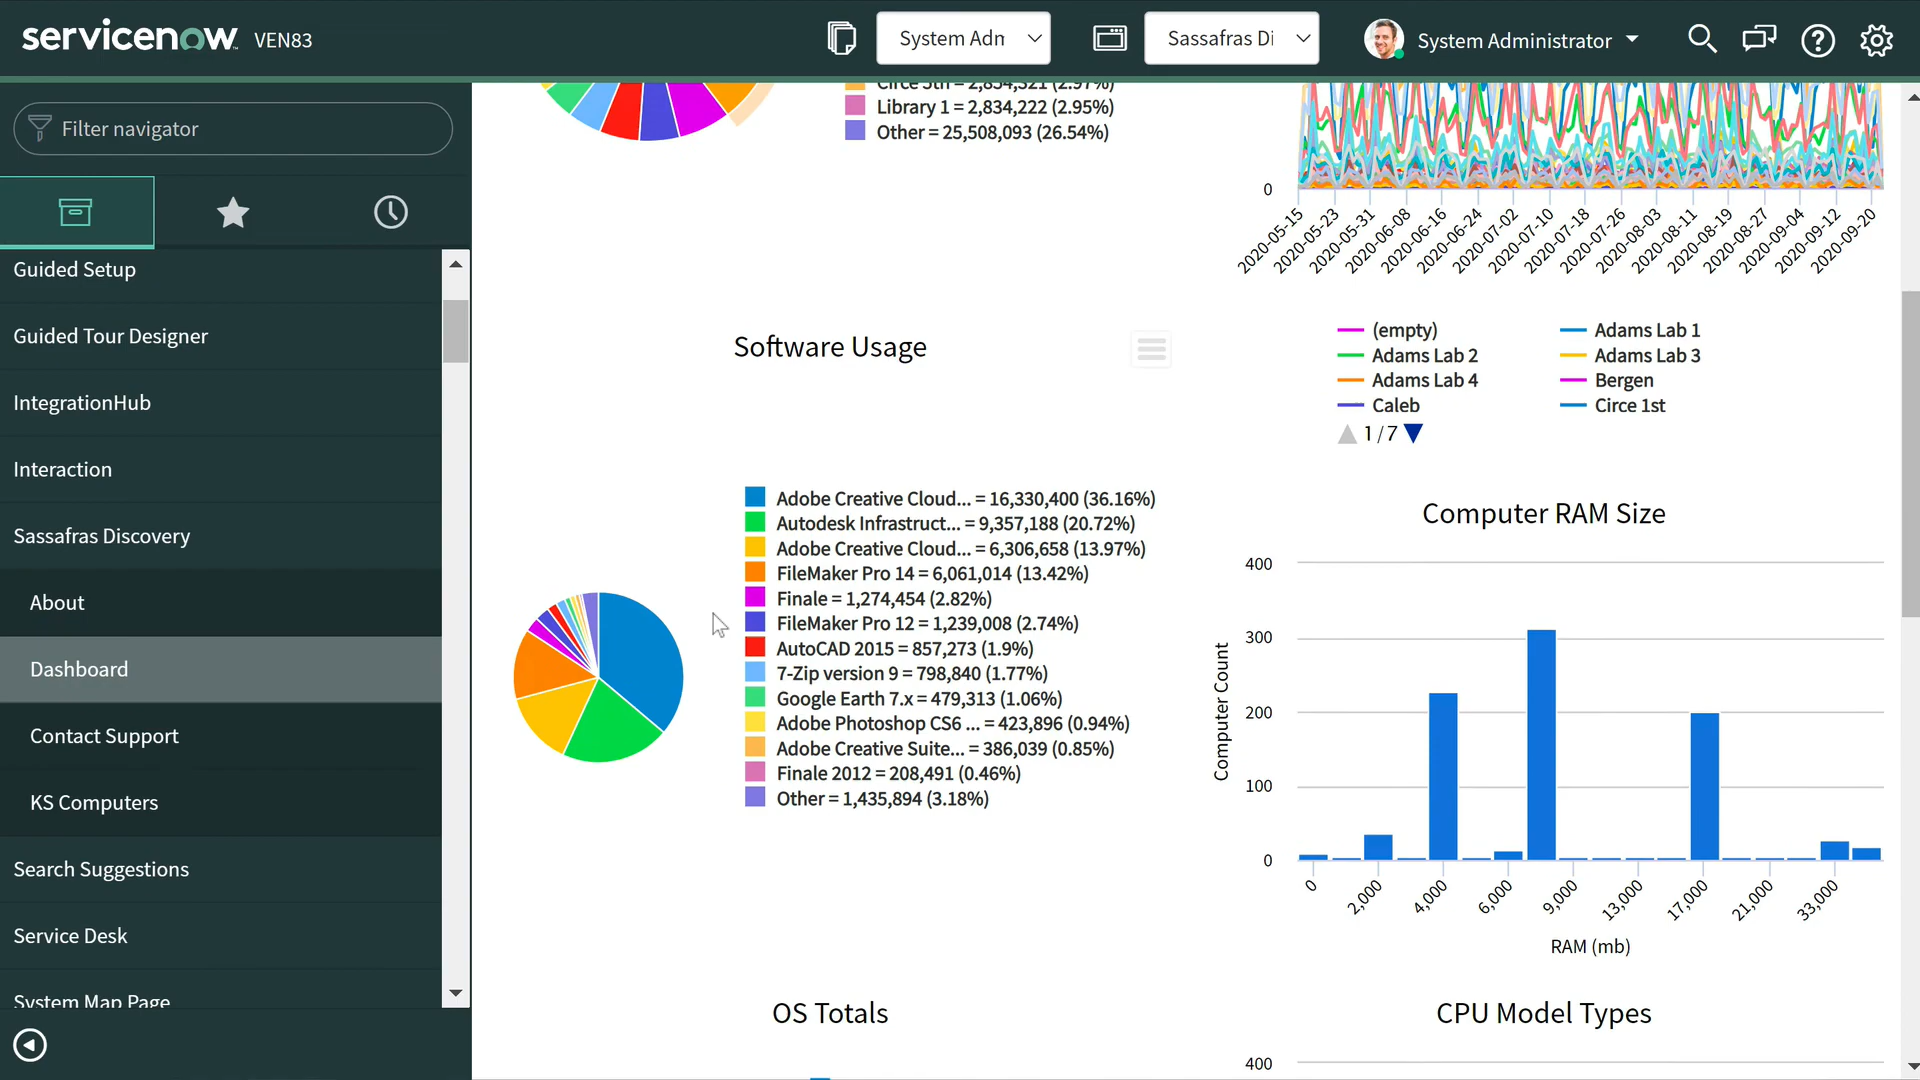 servicenow VEN83
System Adn
Sassafras Di
System Administrator
Filter navigator
Guided Setup
Guided Tour Designer
IntegrationHub
Interaction
Sassafras Discovery
About
Dashboard
Contact Support
KS Computers
Search Suggestions
Service Desk
System Map Page
Circe 5th = 2,854,321 (2.97%)
Library 1 = 2,834,222 (2.95%)
Other = 25,508,093 (26.54%)
0
2020-05-15
2020-05-23
2020-05-31
2020-06-08
2020-06-16
2020-06-24
2020-07-02
2020-07-10
2020-07-18
2020-07-26
2020-08-03
2020-08-11
2020-08-19
2020-08-27
2020-09-04
2020-09-12
2020-09-20
(empty)
Adams Lab 1
Adams Lab 2
Adams Lab 3
Adams Lab 4
Bergen
Caleb
Circe 1st
1 / 7
Software Usage
Adobe Creative Cloud... = 16,330,400 (36.16%)
Autodesk Infrastruct... = 9,357,188 (20.72%)
Adobe Creative Cloud... = 6,306,658 (13.97%)
FileMaker Pro 14 = 6,061,014 (13.42%)
Finale = 1,274,454 (2.82%)
FileMaker Pro 12 = 1,239,008 (2.74%)
AutoCAD 2015 = 857,273 (1.9%)
7-Zip version 9 = 798,840 (1.77%)
Google Earth 7.x = 479,313 (1.06%)
Adobe Photoshop CS6 ... = 423,896 (0.94%)
Adobe Creative Suite... = 386,039 (0.85%)
Finale 2012 = 208,491 (0.46%)
Other = 1,435,894 (3.18%)
Computer RAM Size
400
300
200
100
0
Computer Count
0
2,000
4,000
6,000
9,000
13,000
17,000
21,000
33,000
RAM (mb)
OS Totals
CPU Model Types
400